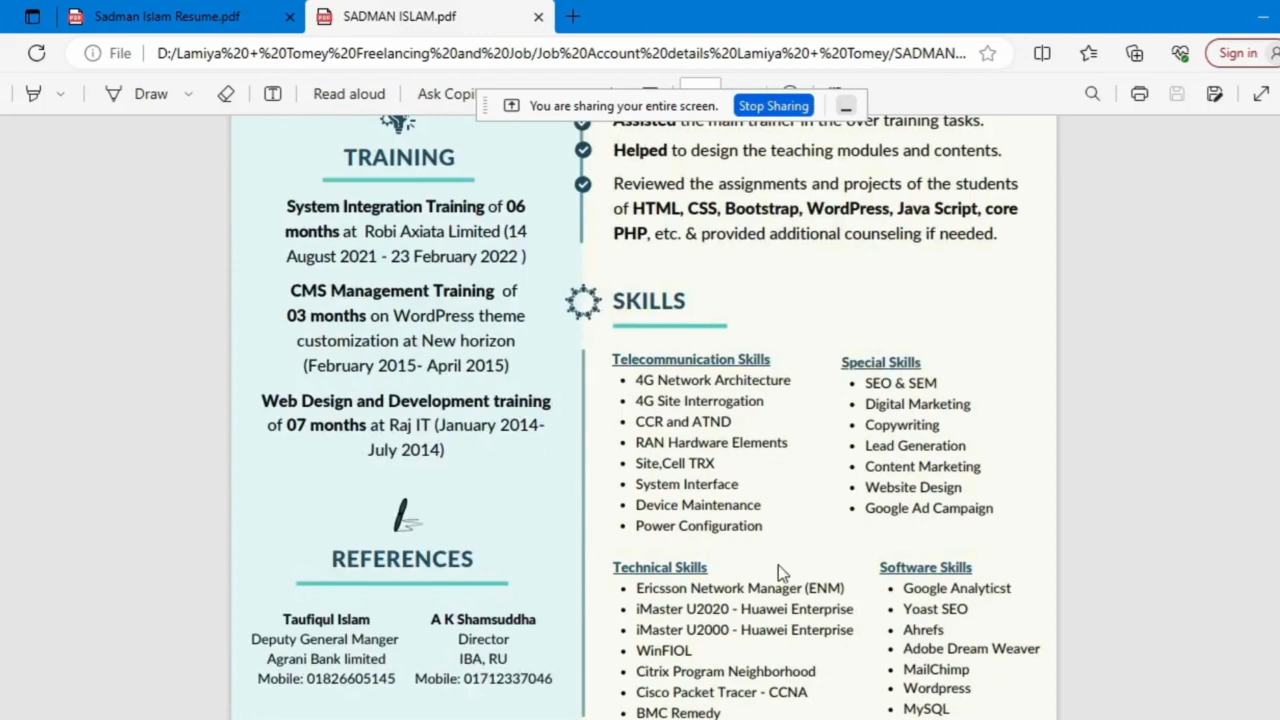 Sadman Islam Resume.pdf
SADMAN ISLAM.pdf
File
D:/Lamiya%20+%20Tomey%20Freelancing%20and%20Job/Job%20Account%20details%20Lamiya%20+%20Tomey/SADMAN...
Sign in
Draw
Read aloud
Ask Copi
You are sharing your entire screen.
Stop Sharing
TRAINING
System Integration Training of 06
months at Robi Axiata Limited (14
August 2021 - 23 February 2022 )
CMS Management Training of
03 months on WordPress theme
customization at New horizon
(February 2015- April 2015)
Web Design and Development training
of 07 months at Raj IT (January 2014-
July 2014)
REFERENCES
Taufiqul Islam
Deputy General Manger
Agrani Bank limited
Mobile: 01826605145
A K Shamsuddha
Director
IBA, RU
Mobile: 01712337046
Assisted the main trainer in the over training tasks.
Helped to design the teaching modules and contents.
Reviewed the assignments and projects of the students
of HTML, CSS, Bootstrap, WordPress, Java Script, core
PHP, etc. & provided additional counseling if needed.
SKILLS
Telecommunication Skills
4G Network Architecture
4G Site Interrogation
CCR and ATND
RAN Hardware Elements
Site,Cell TRX
System Interface
Device Maintenance
Power Configuration
Special Skills
SEO & SEM
Digital Marketing
Copywriting
Lead Generation
Content Marketing
Website Design
Google Ad Campaign
Technical Skills
Ericsson Network Manager (ENM)
iMaster U2020 - Huawei Enterprise
iMaster U2000 - Huawei Enterprise
WinFIOL
Citrix Program Neighborhood
Cisco Packet Tracer - CCNA
BMC Remedy
Software Skills
Google Analyticst
Yoast SEO
Ahrefs
Adobe Dream Weaver
MailChimp
Wordpress
MySQL